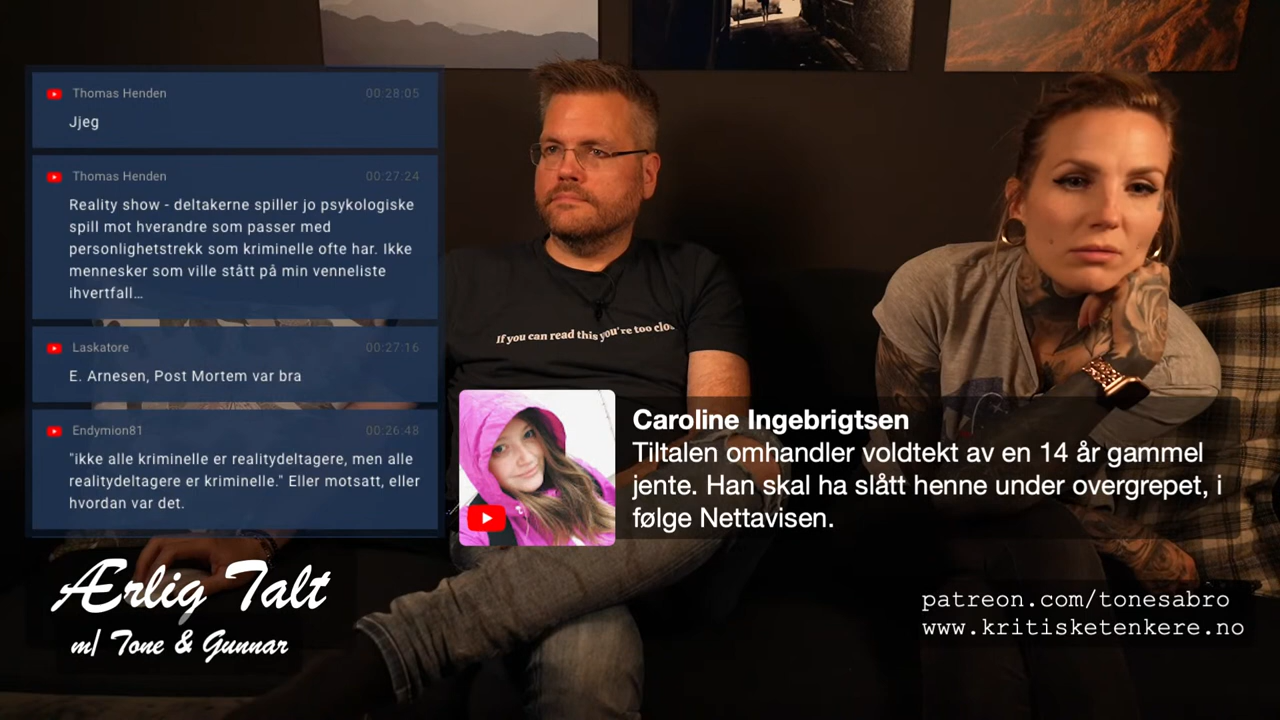 Thomas Henden 00:28:05
Jjeg
Thomas Henden 00:27:24
Reality show - deltakerne spiller jo psykologiske
spill mot hverandre som passer med
personlighetstrekk som kriminelle ofte har. Ikke
mennesker som ville stått på min venneliste
ihvertfall...
Laskatore 00:27:16
E. Arnesen, Post Mortem var bra
Endymion81 00:26:48
"ikke alle kriminelle er realitydeltagere, men alle
realitydeltagere er kriminelle." Eller motsatt, eller
hvordan var det.
If you can read this you're too clos
Caroline Ingebrigtsen
Tiltalen omhandler voldtekt av en 14 år gammel
jente. Han skal ha slått henne under overgrepet, i
følge Nettavisen.
Ærlig Talt
m/ Tone & Gunnar
patreon.com/tonesabro
www.kritisketenkere.no